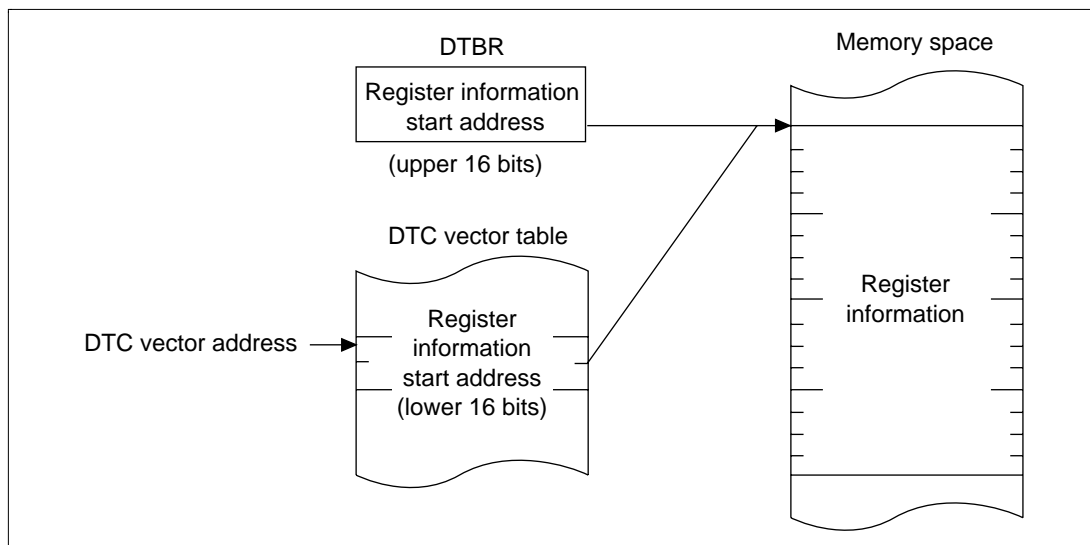 DTBR
Register information
start address
(upper 16 bits)
DTC vector table
DTC vector address
Register
information
start address
(lower 16 bits)
Memory space
Register
information